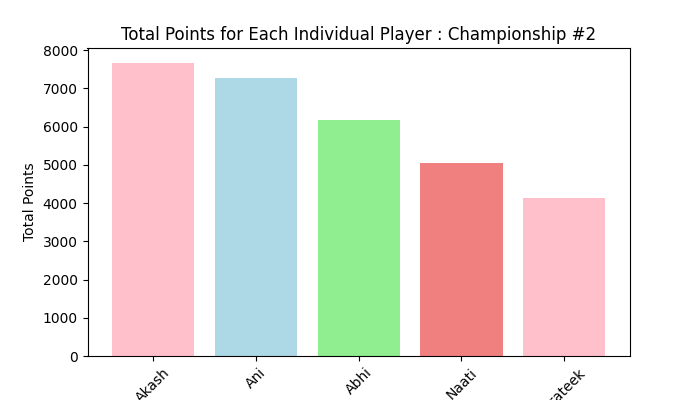 Total Points for Each Individual Player : Championship #2
8000
7000
6000
5000
4000
3000
2000
1000
0
Total Points
Akash
Ani
Abhi
Naati